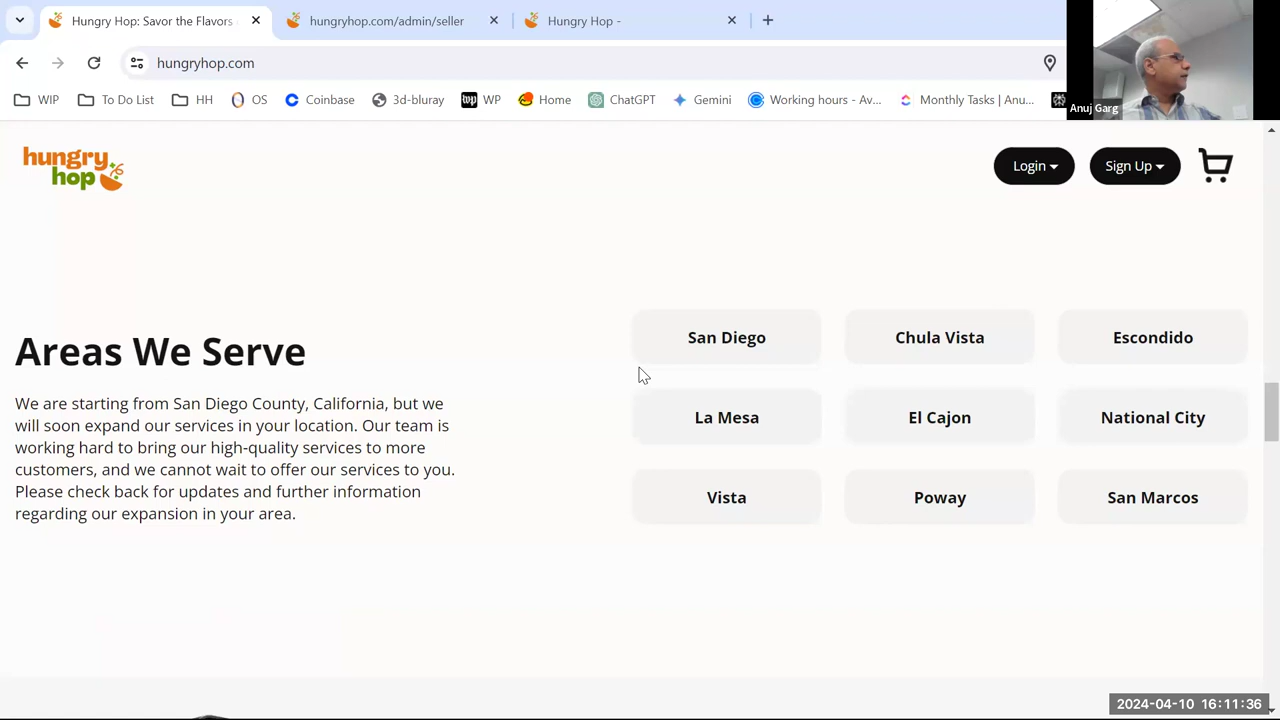 Hungry Hop: Savor the Flavors
hungryhop.com/admin/seller
Hungry Hop -
hungryhop.com
WIP
To Do List
HH
OS
Coinbase
3d-bluray
wp WP
Home
ChatGPT
Gemini
Working hours - Av...
Monthly Tasks | Anu...
Anuj Garg
hungry
hop
Login
Sign Up
Areas We Serve
We are starting from San Diego County, California, but we
will soon expand our services in your location. Our team is
working hard to bring our high-quality services to more
customers, and we cannot wait to offer our services to you.
Please check back for updates and further information
regarding our expansion in your area.
San Diego
Chula Vista
Escondido
La Mesa
El Cajon
National City
Vista
Poway
San Marcos
2024-04-10 16:11:36